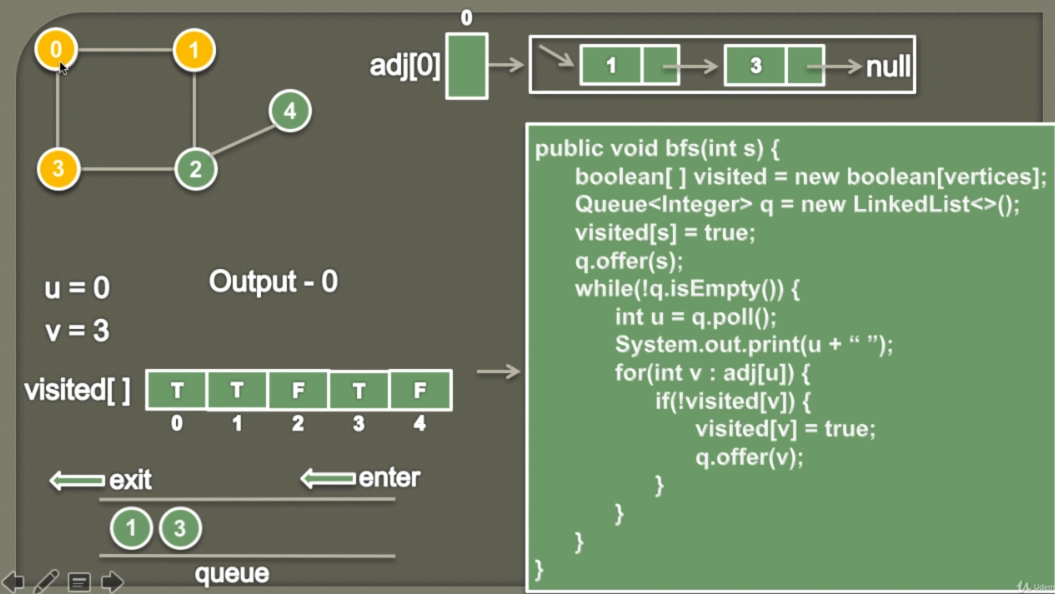 0
0 1
adj[0] 1 3 null
4
3 2
public void bfs(int s) {
boolean[ ] visited = new boolean[vertices];
Queue<Integer> q = new LinkedList<>();
visited[s] = true;
q.offer(s);
while(!q.isEmpty()) {
int u = q.poll();
System.out.print(u + “ ”);
for(int v : adj[u]) {
if(!visited[v]) {
visited[v] = true;
q.offer(v);
}
}
}
}
u = 0
Output - 0
v = 3
visited[ ] T T F T F
0 1 2 3 4
exit enter
1 3
queue
Udemy